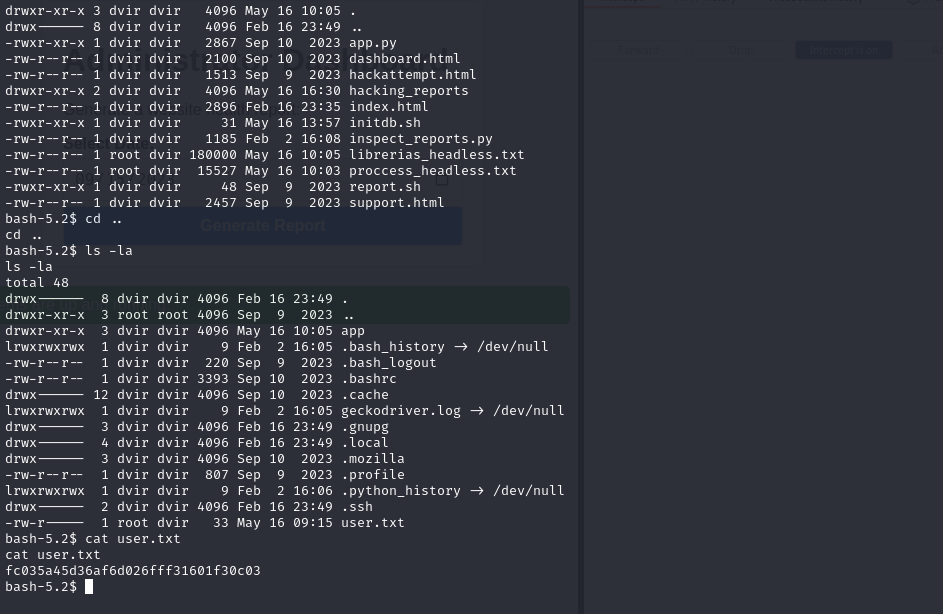 drwxr-xr-x 3 dvir dvir   4096 May 16 10:05 .
drwx------ 8 dvir dvir   4096 Feb 16 23:49 ..
-rwxr-xr-x 1 dvir dvir   2867 Sep 10  2023 app.py
-rw-r--r-- 1 dvir dvir   2100 Sep 10  2023 dashboard.html
-rw-r--r-- 1 dvir dvir   1513 Sep  9  2023 hackattempt.html
drwxr-xr-x 2 dvir dvir   4096 May 16 16:30 hacking_reports
-rw-r--r-- 1 dvir dvir   2896 Feb 16 23:35 index.html
-rwxr-xr-x 1 dvir dvir     31 May 16 13:57 initdb.sh
-rw-r--r-- 1 dvir dvir   1185 Feb  2 16:08 inspect_reports.py
-rw-r--r-- 1 root dvir 180000 May 16 10:05 librerias_headless.txt
-rw-r--r-- 1 root dvir  15527 May 16 10:03 proccess_headless.txt
-rwxr-xr-x 1 dvir dvir     48 Sep  9  2023 report.sh
-rw-r--r-- 1 dvir dvir   2457 Sep  9  2023 support.html
bash-5.2$ cd ..
cd ..
Generate Report
bash-5.2$ ls -la
ls -la
total 48
drwx------  8 dvir dvir 4096 Feb 16 23:49 .
drwxr-xr-x  3 root root 4096 Sep  9  2023 ..
drwxr-xr-x  3 dvir dvir 4096 May 16 10:05 app
lrwxrwxrwx  1 dvir dvir    9 Feb  2 16:05 .bash_history -> /dev/null
-rw-r--r--  1 dvir dvir  220 Sep  9  2023 .bash_logout
-rw-r--r--  1 dvir dvir 3393 Sep 10  2023 .bashrc
drwx------ 12 dvir dvir 4096 Sep 10  2023 .cache
lrwxrwxrwx  1 dvir dvir    9 Feb  2 16:05 geckodriver.log -> /dev/null
drwx------  3 dvir dvir 4096 Feb 16 23:49 .gnupg
drwx------  4 dvir dvir 4096 Feb 16 23:49 .local
drwx------  3 dvir dvir 4096 Sep 10  2023 .mozilla
-rw-r--r--  1 dvir dvir  807 Sep  9  2023 .profile
lrwxrwxrwx  1 dvir dvir    9 Feb  2 16:06 .python_history -> /dev/null
drwx------  2 dvir dvir 4096 Feb 16 23:49 .ssh
-rw-r-----  1 root dvir   33 May 16 09:15 user.txt
bash-5.2$ cat user.txt
cat user.txt
fc035a45d36af6d026fff31601f30c03
bash-5.2$